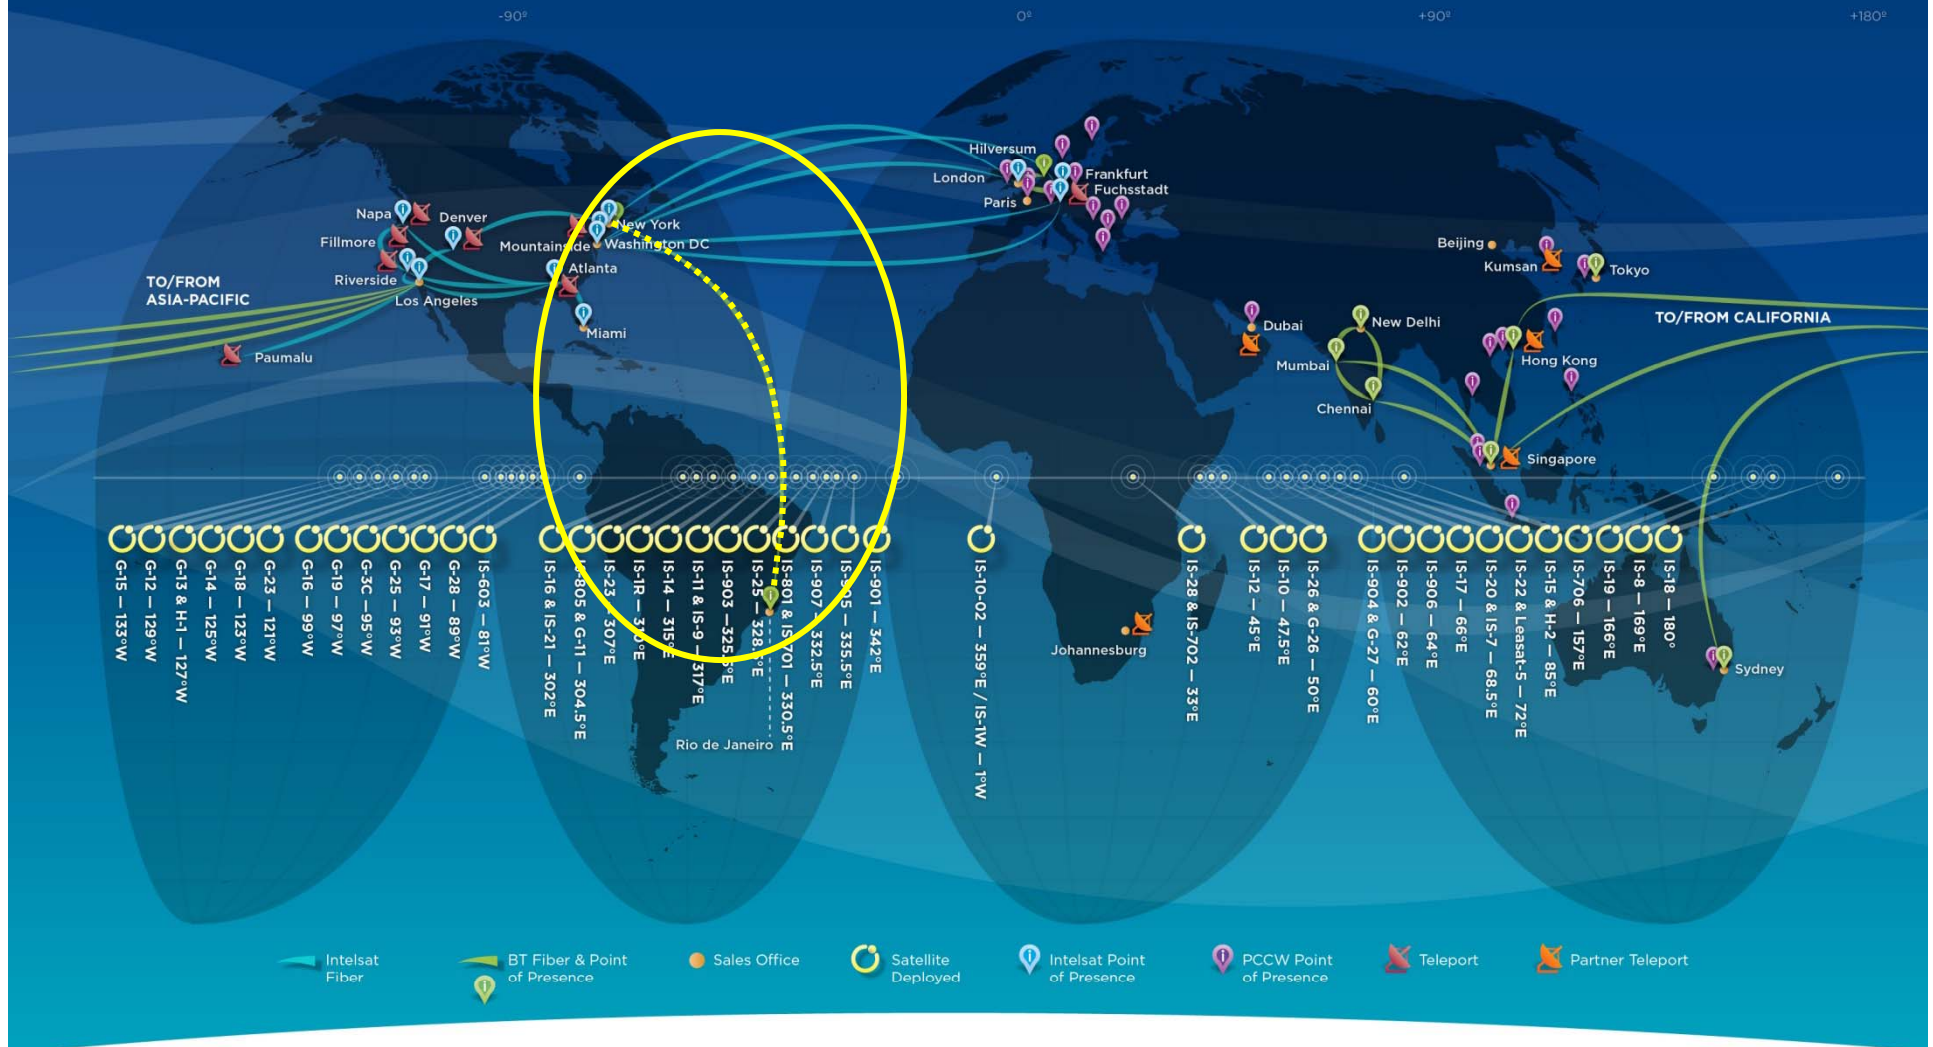 -90º
0º
+90º
+180º
Hilversum
London
Frankfurt
Fuchsstadt
Paris
Napa
Denver
New York
Fillmore
Mountainside
Washington DC
Beijing
Kumsan
Tokyo
Riverside
Atlanta
TO/FROM
ASIA-PACIFIC
Los Angeles
Miami
Dubai
New Delhi
TO/FROM CALIFORNIA
Paumalu
Mumbai
Hong Kong
Chennai
Singapore
G-15 — 133°W
G-12 — 129°W
G-13 & H-1 — 127°W
G-14 — 125°W
G-18 — 123°W
G-23 — 121°W
G-16 — 99°W
G-19 — 97°W
G-3C — 95°W
G-25 — 93°W
G-17 — 91°W
G-28 — 89°W
IS-603 — 81°W
IS-16 & IS-21 — 302°E
IS-805 & G-11 — 304.5°E
IS-23 — 307°E
IS-1R — 310°E
IS-14 — 315°E
IS-11 & IS-9 — 317°E
IS-903 — 325.5°E
IS-25 — 328.5°E
IS-801 & IS-701 — 330.5°E
IS-907 — 332.5°E
IS-905 — 335.5°E
IS-901 — 342°E
IS-10-02 — 359°E / IS-1W — 1°W
IS-28 & IS-702 — 33°E
IS-12 — 45°E
IS-10 — 47.5°E
IS-26 & G-26 — 50°E
IS-904 & G-27 — 60°E
IS-902 — 62°E
IS-906 — 64°E
IS-17 — 66°E
IS-20 & IS-7 — 68.5°E
IS-22 & Leasat-5 — 72°E
IS-15 & H-2 — 85°E
IS-706 — 157°E
IS-19 — 166°E
IS-8 — 169°E
IS-18 — 180°
Johannesburg
Sydney
Rio de Janeiro
Intelsat
Fiber
BT Fiber & Point
of Presence
Sales Office
Satellite
Deployed
Intelsat Point
of Presence
PCCW Point
of Presence
Teleport
Partner Teleport